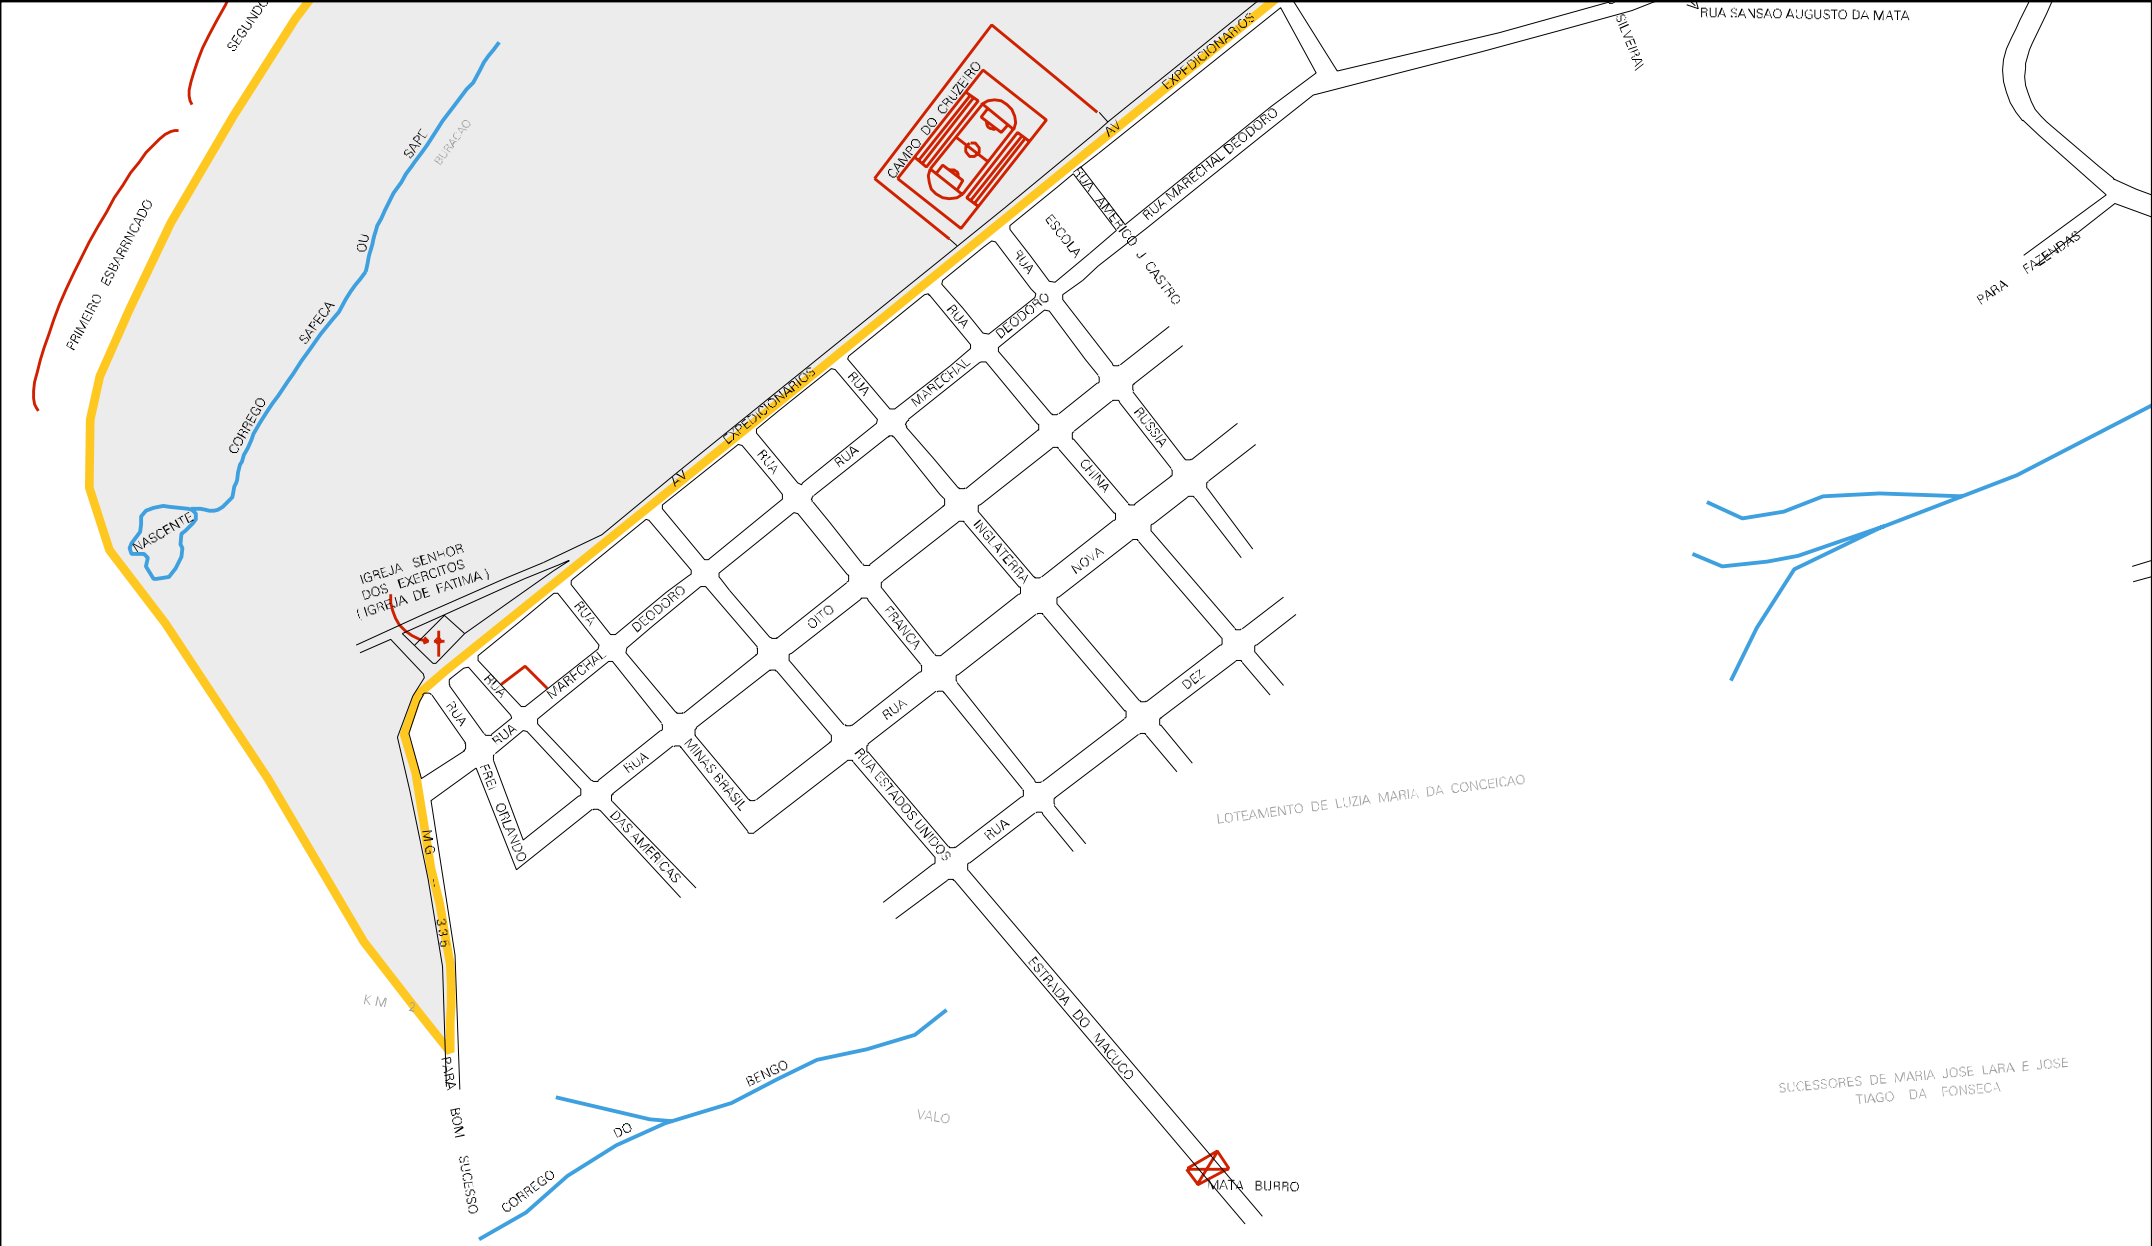 SEGUNDO
PRIMEIRO ESBARRNCADO
CORREGO SAPECA OU SAPE
BURACAO
NASCENTE
IGREJA SENHOR
DOS EXERCITOS
( IGREJA DE FATIMA )
CAMPO DO CRUZEIRO
AV EXPEDICIONARIOS
AV EXPEDICIONARIOS
RUA MARECHAL DEODORO
RUA AMERICO J CASTRO
ESCOLA
SILVEIRA
RUA SANSAO AUGUSTO DA MATA
PARA FAZENDAS
RUA RUSSIA
RUA CHINA
RUA INGLATERRA
RUA FRANCA
RUA ESTADOS UNIDOS
RUA MINAS BRASIL
RUA DAS AMERICAS
RUA FREI ORLANDO
RUA MARECHAL DEODORO
RUA MARECHAL DEODORO
RUA OITO
RUA NOVA
RUA DEZ
RUA
MG - 335
KM 2
PARA BOM SUCESSO
CORREGO DO BENGO
VALO
ESTRADA DO MACUCO
MATA BURRO
LOTEAMENTO DE LUZIA MARIA DA CONCEICAO
SUCESSORES DE MARIA JOSE LARA E JOSE
TIAGO DA FONSECA